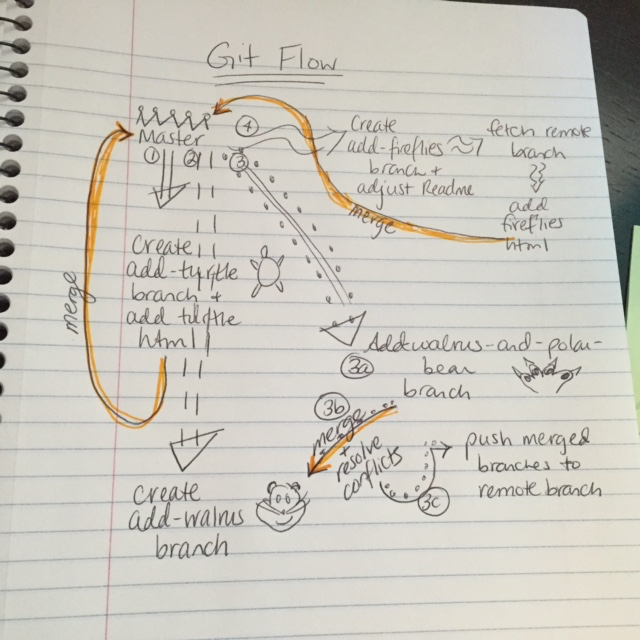 Git Flow
Master
① ② ③
④
Create
add-fireflies
branch +
adjust Readme
fetch remote
branch
add
fireflies
html
merge
merge
Create
add-turtle
branch +
add turtle
html
3a
Add-walrus-and-polar-
bear
branch
3b
merge
+
resolve
conflicts
3c
push merged
branches to
remote branch
Create
add-walrus
branch